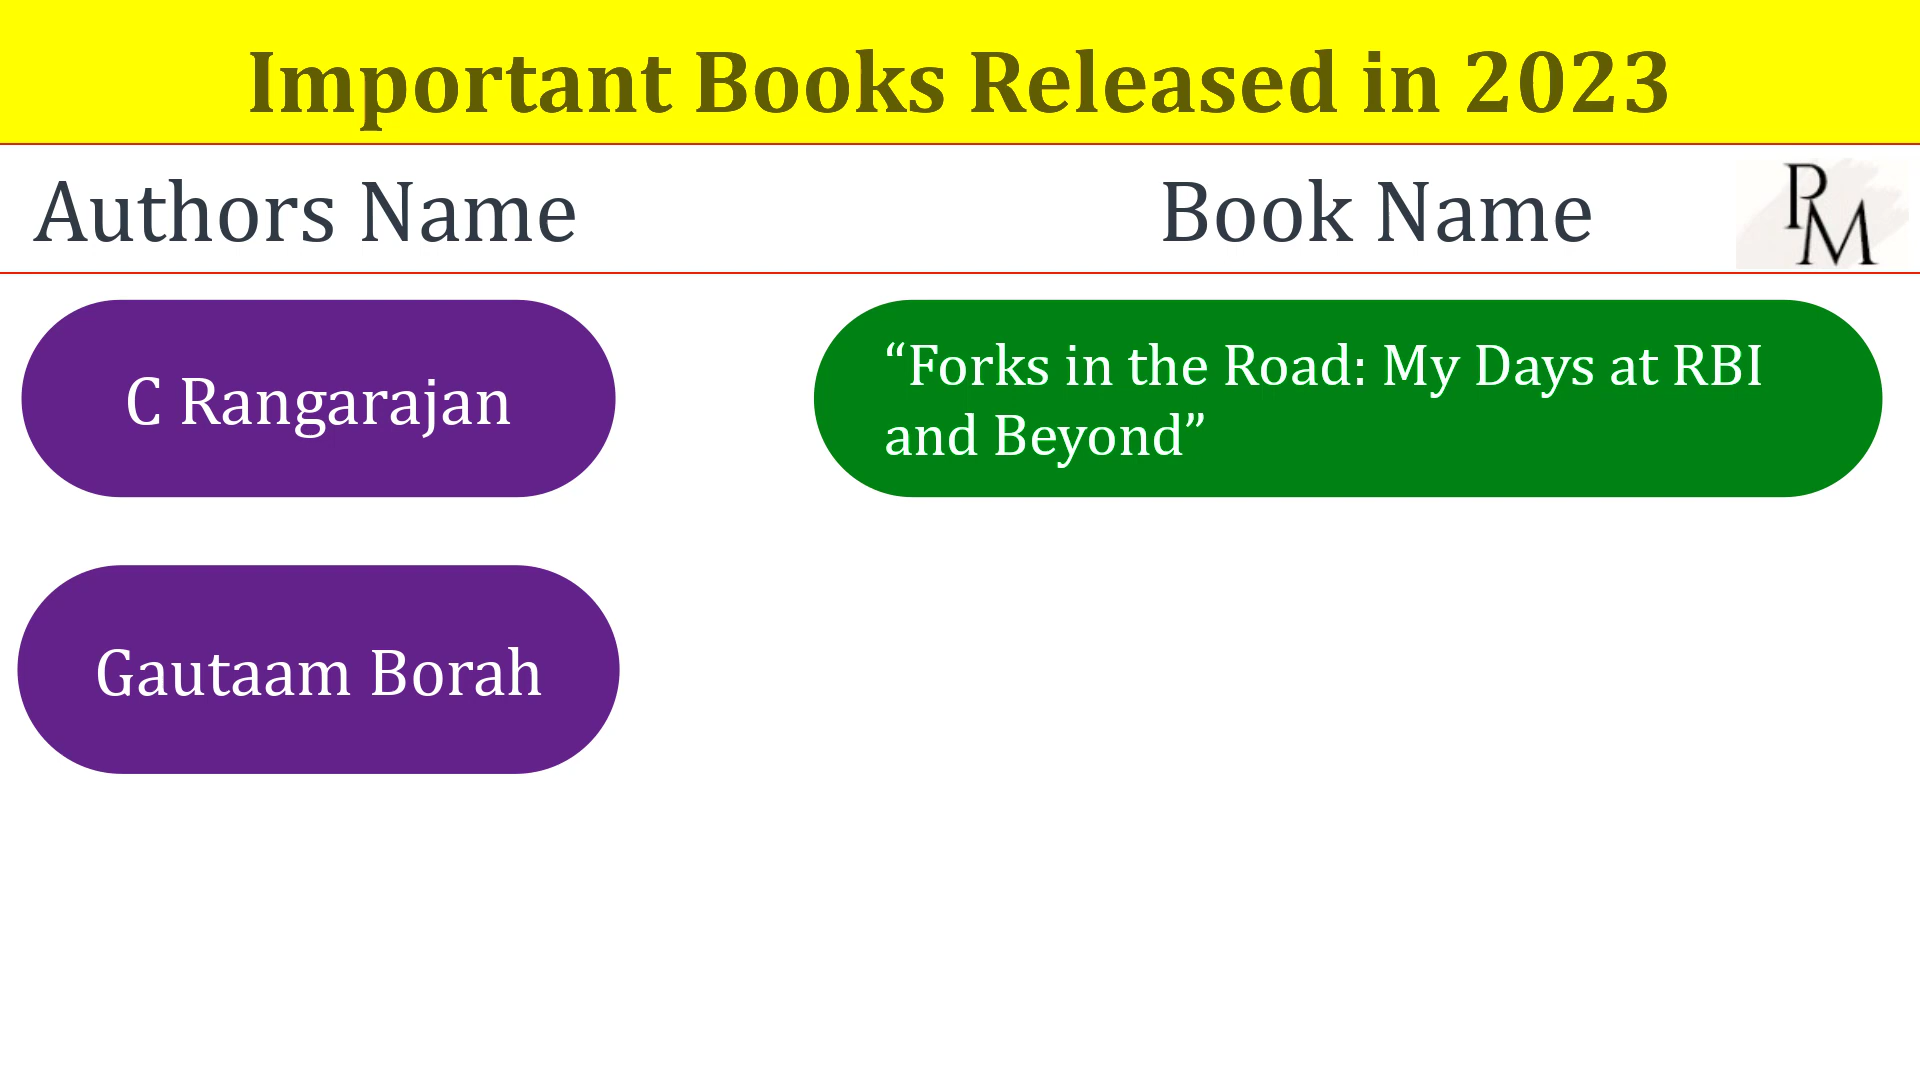 Important Books Released in 2023
Authors Name
Book Name
PM
C Rangarajan
“Forks in the Road: My Days at RBI
and Beyond”
Gautaam Borah